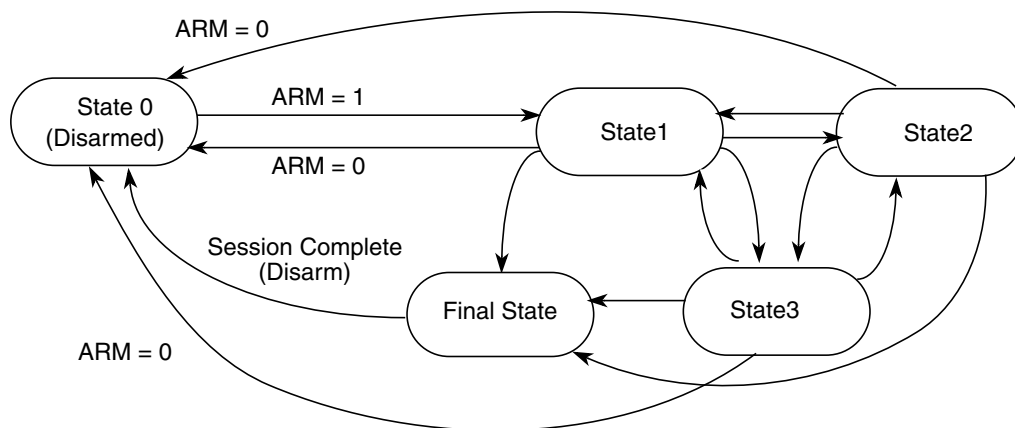 ARM = 0
State 0
(Disarmed)
ARM = 1
ARM = 0
State1
State2
Session Complete
(Disarm)
Final State
State3
ARM = 0